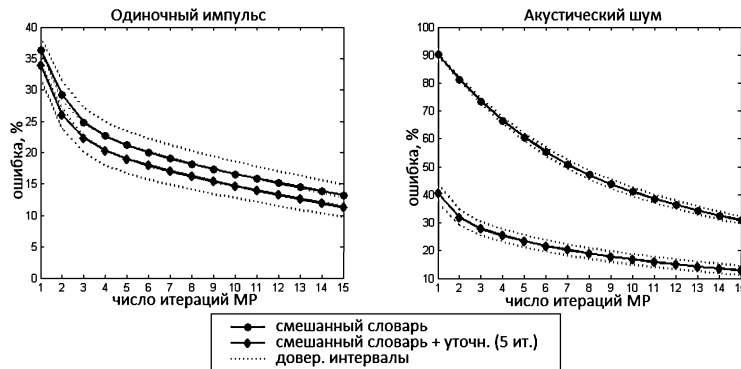 Одиночный импульс
40
35
30
25
20
15
10
5
0
ошибка, %
1 2 3 4 5 6 7 8 9 10 11 12 13 14 15
число итераций MP
Акустический шум
100
90
80
70
60
50
40
30
20
10
ошибка, %
1 2 3 4 5 6 7 8 9 10 11 12 13 14 15
число итераций MP
смешанный словарь
смешанный словарь + уточн. (5 ит.)
довер. интервалы